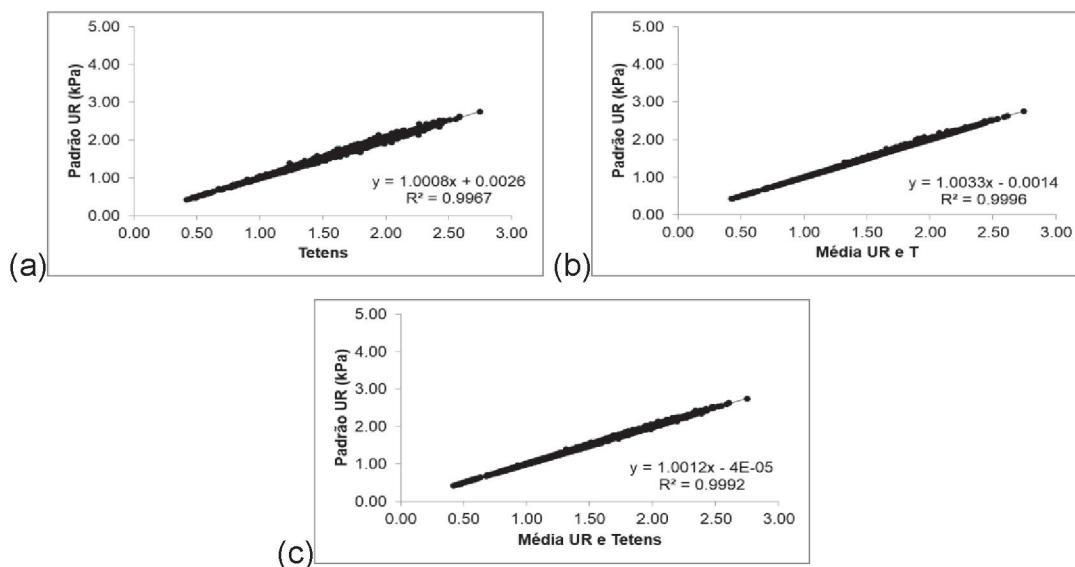 5.00
4.00
3.00
2.00
1.00
0.00
Padrão UR (kPa)
y = 1.0008x + 0.0026
R² = 0.9967
0.00 0.50 1.00 1.50 2.00 2.50 3.00
Tetens
(a)
5.00
4.00
3.00
2.00
1.00
0.00
Padrão UR (kPa)
y = 1.0033x - 0.0014
R² = 0.9996
0.00 0.50 1.00 1.50 2.00 2.50 3.00
Média UR e T
(b)
5.00
4.00
3.00
2.00
1.00
0.00
Padrão UR (kPa)
y = 1.0012x - 4E-05
R² = 0.9992
0.00 0.50 1.00 1.50 2.00 2.50 3.00
Média UR e Tetens
(c)